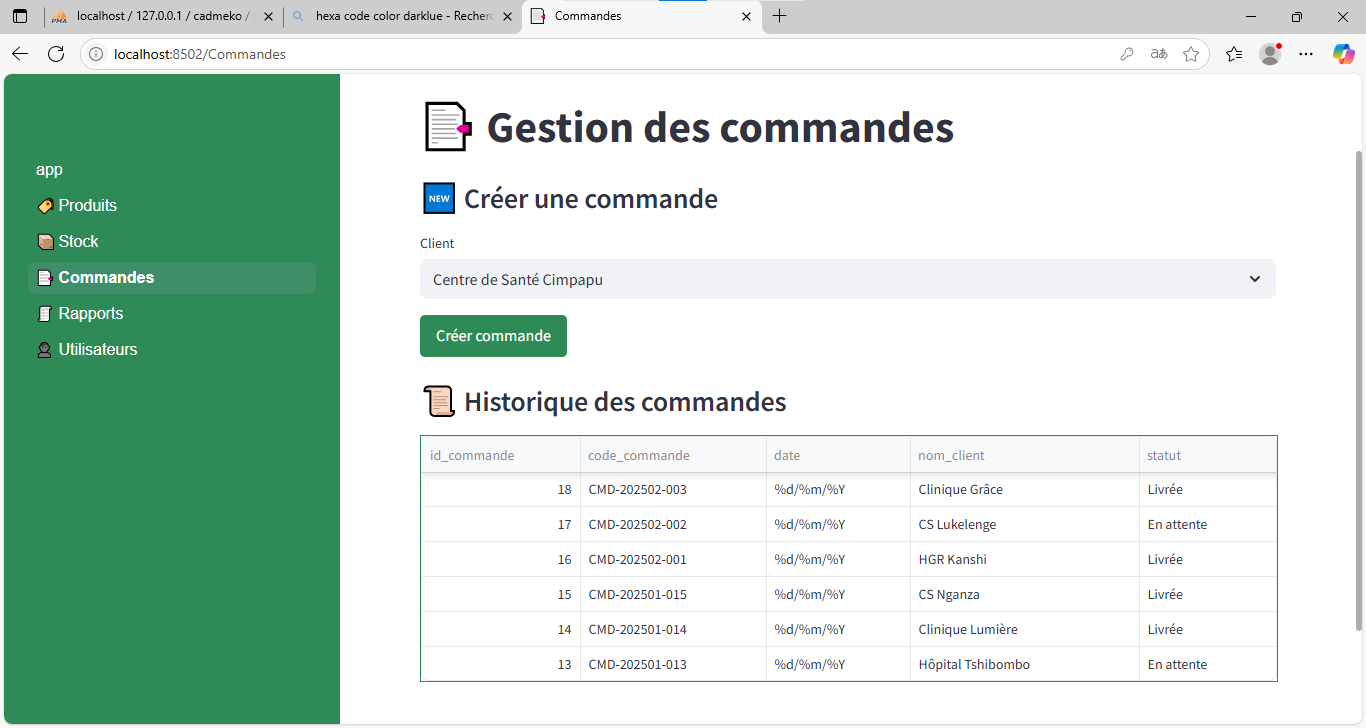 localhost / 127.0.0.1 / cadmeko /
hexa code color darklue - Recherc
Commandes
localhost:8502/Commandes
app
Produits
Stock
Commandes
Rapports
Utilisateurs
Gestion des commandes
NEW Créer une commande
Client
Centre de Santé Cimpapu
Créer commande
Historique des commandes
id_commande code_commande date nom_client statut
18 CMD-202502-003 %d/%m/%Y Clinique Grâce Livrée
17 CMD-202502-002 %d/%m/%Y CS Lukelenge En attente
16 CMD-202502-001 %d/%m/%Y HGR Kanshi Livrée
15 CMD-202501-015 %d/%m/%Y CS Nganza Livrée
14 CMD-202501-014 %d/%m/%Y Clinique Lumière Livrée
13 CMD-202501-013 %d/%m/%Y Hôpital Tshibombo En attente